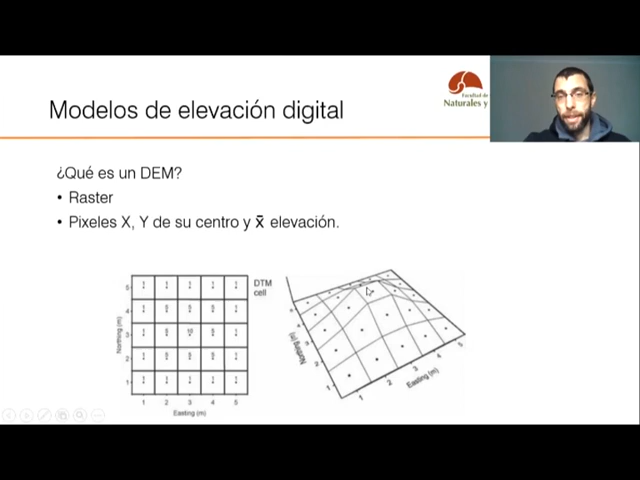 Modelos de elevación digital
Facultad de
Naturales y
¿Qué es un DEM?
• Raster
• Pixeles X, Y de su centro y x̄ elevación.
DTM
cell
Northing (m)
5
4
3
2
1
1 2 3 4 5
Easting (m)
Northing (m)
1 2 3 4 5
Easting (m)